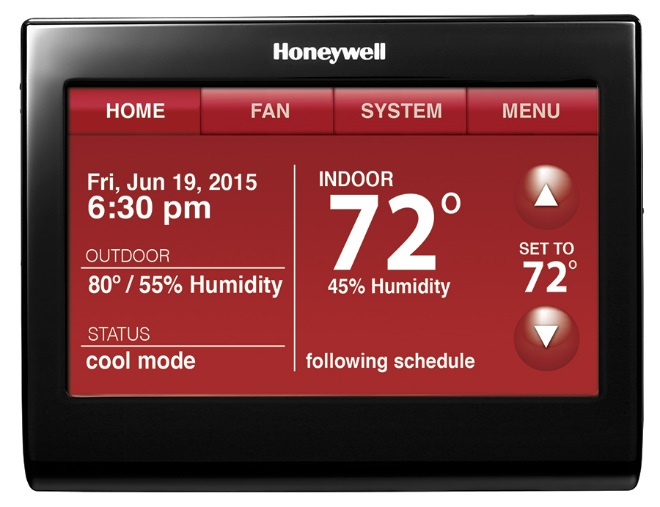 Honeywell
HOME FAN SYSTEM MENU
Fri, Jun 19, 2015
6:30 pm
OUTDOOR
80° / 55% Humidity
STATUS
cool mode
INDOOR
72°
45% Humidity
following schedule
SET TO
72°